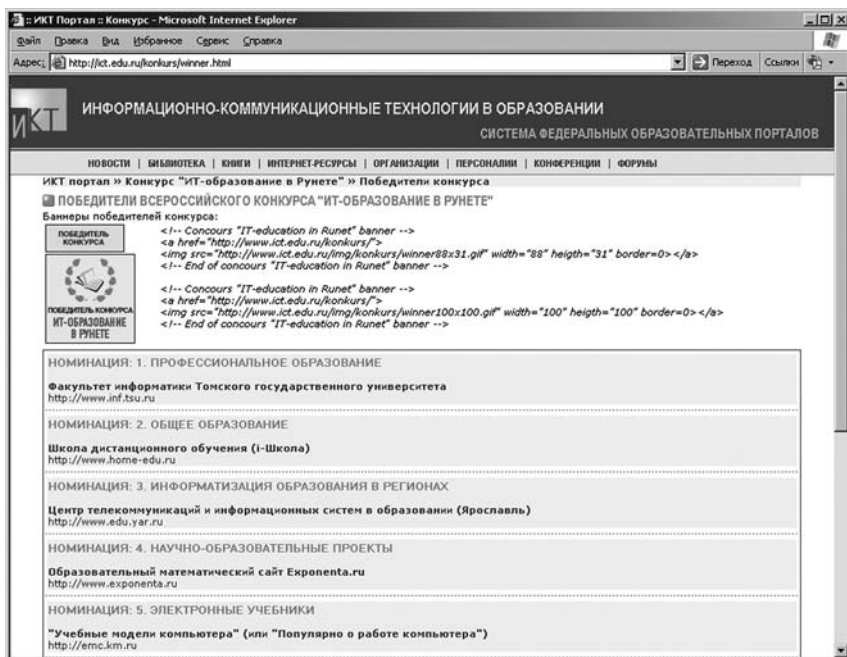 :: ИКТ Портал :: Конкурс - Microsoft Internet Explorer
Файл Правка Вид Избранное Сервис Справка
Адрес: http://ict.edu.ru/konkurs/winner.html Переход Ссылки
ИКТ
ИНФОРМАЦИОННО-КОММУНИКАЦИОННЫЕ ТЕХНОЛОГИИ В ОБРАЗОВАНИИ
СИСТЕМА ФЕДЕРАЛЬНЫХ ОБРАЗОВАТЕЛЬНЫХ ПОРТАЛОВ
НОВОСТИ | БИБЛИОТЕКА | КНИГИ | ИНТЕРНЕТ-РЕСУРСЫ | ОРГАНИЗАЦИИ | ПЕРСОНАЛИИ | КОНФЕРЕНЦИИ | ФОРУМЫ
ИКТ портал » Конкурс "ИТ-образование в Рунете" » Победители конкурса
ПОБЕДИТЕЛИ ВСЕРОССИЙСКОГО КОНКУРСА "ИТ-ОБРАЗОВАНИЕ В РУНЕТЕ"
Баннеры победителей конкурса:
ПОБЕДИТЕЛЬ
КОНКУРСА
<!-- Concours "IT-education in Runet" banner -->
<a href="http://www.ict.edu.ru/konkurs/">
<img src="http://www.ict.edu.ru/img/konkurs/winner88x31.gif" width="88" heigth="31" border=0></a>
<!-- End of concours "IT-education in Runet" banner -->
ПОБЕДИТЕЛЬ КОНКУРСА
ИТ-ОБРАЗОВАНИЕ
В РУНЕТЕ
<!-- Concours "IT-education in Runet" banner -->
<a href="http://www.ict.edu.ru/konkurs/">
<img src="http://www.ict.edu.ru/img/konkurs/winner100x100.gif" width="100" heigth="100" border=0></a>
<!-- End of concours "IT-education in Runet" banner -->
НОМИНАЦИЯ: 1. ПРОФЕССИОНАЛЬНОЕ ОБРАЗОВАНИЕ
Факультет информатики Томского государственного университета
http://www.inf.tsu.ru
НОМИНАЦИЯ: 2. ОБЩЕЕ ОБРАЗОВАНИЕ
Школа дистанционного обучения (i-Школа)
http://www.home-edu.ru
НОМИНАЦИЯ: 3. ИНФОРМАТИЗАЦИЯ ОБРАЗОВАНИЯ В РЕГИОНАХ
Центр телекоммуникаций и информационных систем в образовании (Ярославль)
http://www.edu.yar.ru
НОМИНАЦИЯ: 4. НАУЧНО-ОБРАЗОВАТЕЛЬНЫЕ ПРОЕКТЫ
Образовательный математический сайт Exponenta.ru
http://www.exponenta.ru
НОМИНАЦИЯ: 5. ЭЛЕКТРОННЫЕ УЧЕБНИКИ
"Учебные модели компьютера" (или "Популярно о работе компьютера")
http://emc.km.ru